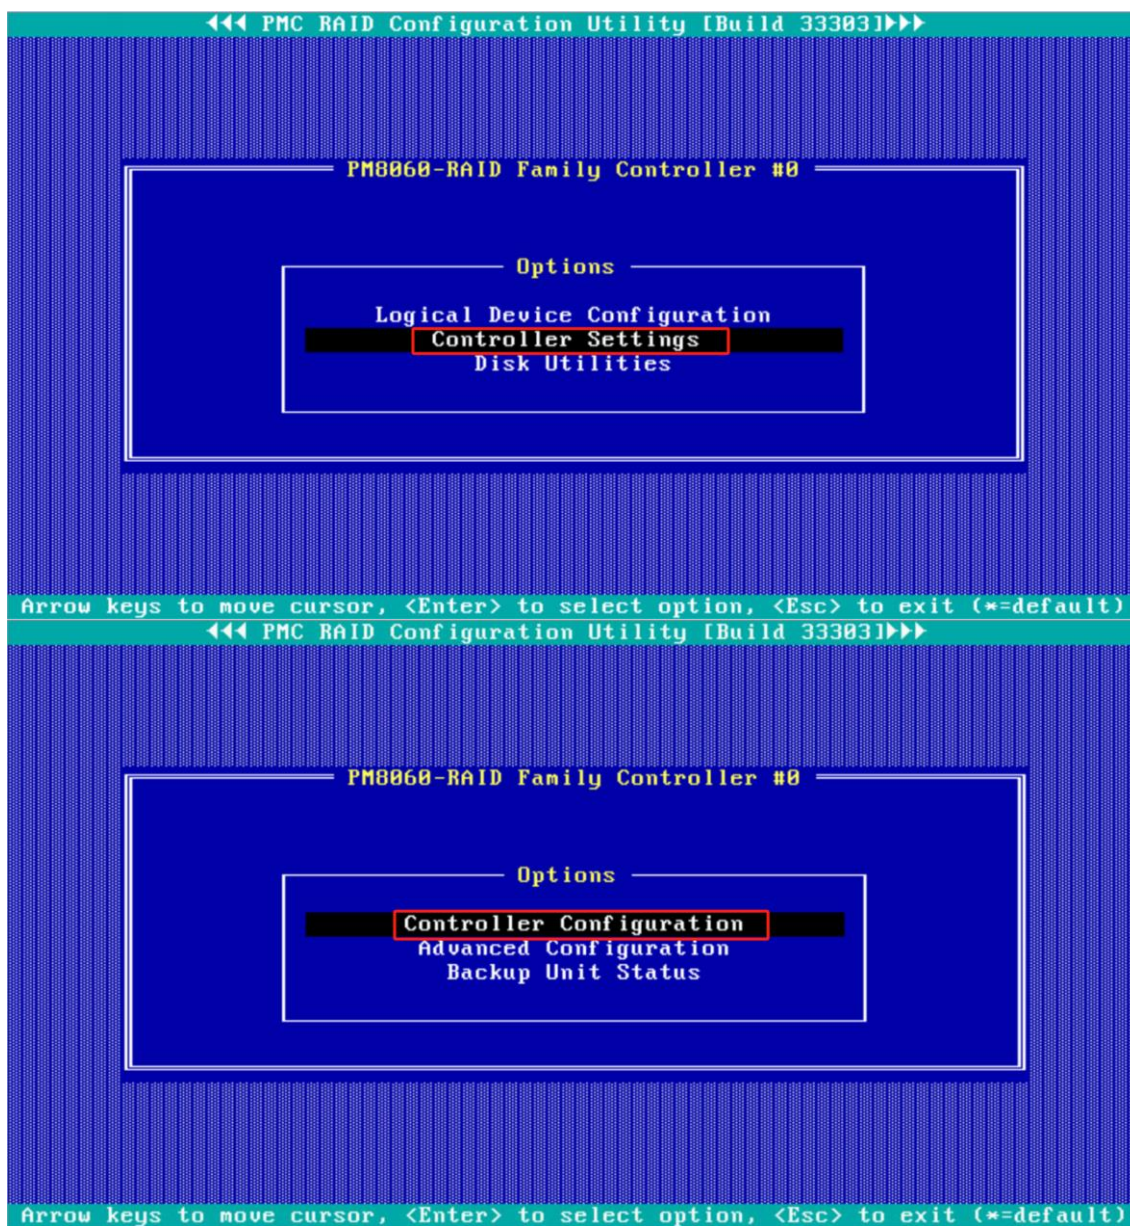 ◄◄◄ PMC RAID Configuration Utility [Build 33303]►►►
PM8060-RAID Family Controller #0
Options
Logical Device Configuration
Controller Settings
Disk Utilities
Arrow keys to move cursor, <Enter> to select option, <Esc> to exit (*=default)
◄◄◄ PMC RAID Configuration Utility [Build 33303]►►►
PM8060-RAID Family Controller #0
Options
Controller Configuration
Advanced Configuration
Backup Unit Status
Arrow keys to move cursor, <Enter> to select option, <Esc> to exit (*=default)